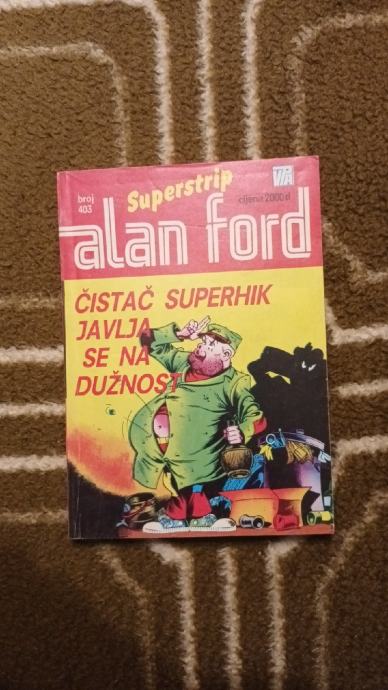 Superstrip
broj
403
cijena 2000 d
alan ford
ČISTAČ SUPERHIK
JAVLJA
SE NA
DUŽNOST